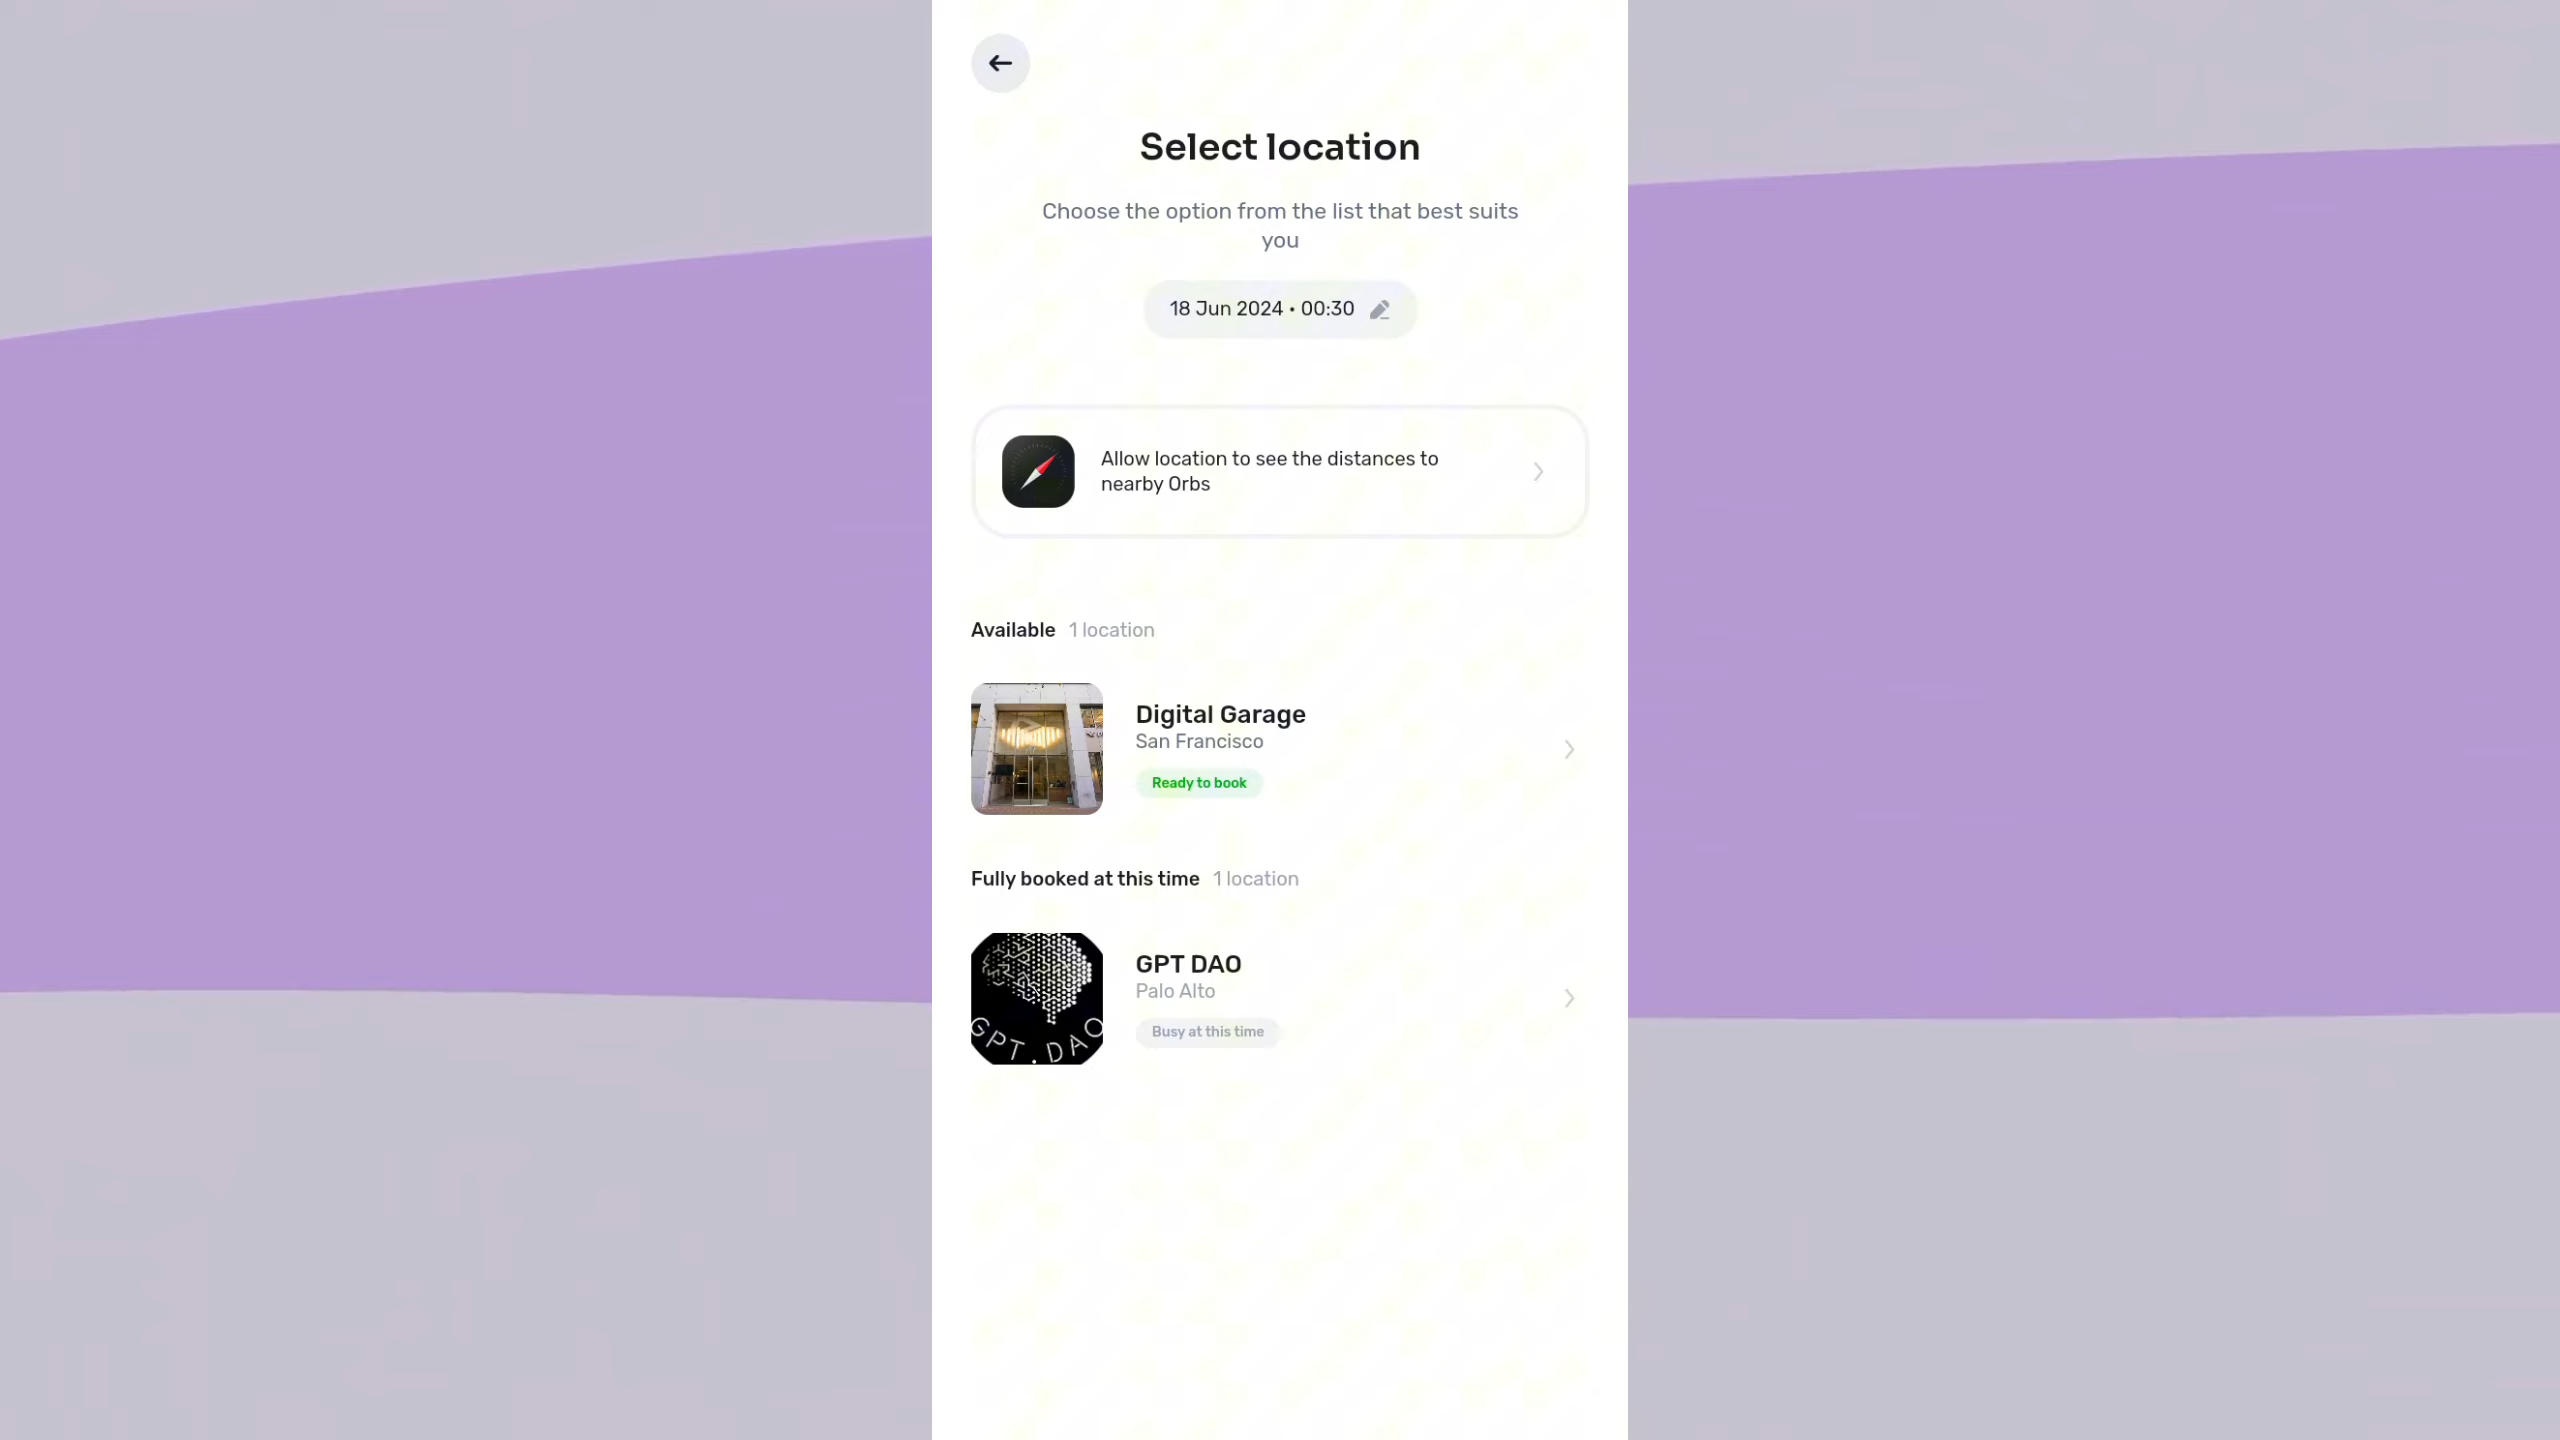 Select location
Choose the option from the list that best suits
you
18 Jun 2024 • 00:30
Allow location to see the distances to
nearby Orbs
Available 1 location
Digital Garage
San Francisco
Ready to book
Fully booked at this time 1 location
GPT.DAO
GPT DAO
Palo Alto
Busy at this time